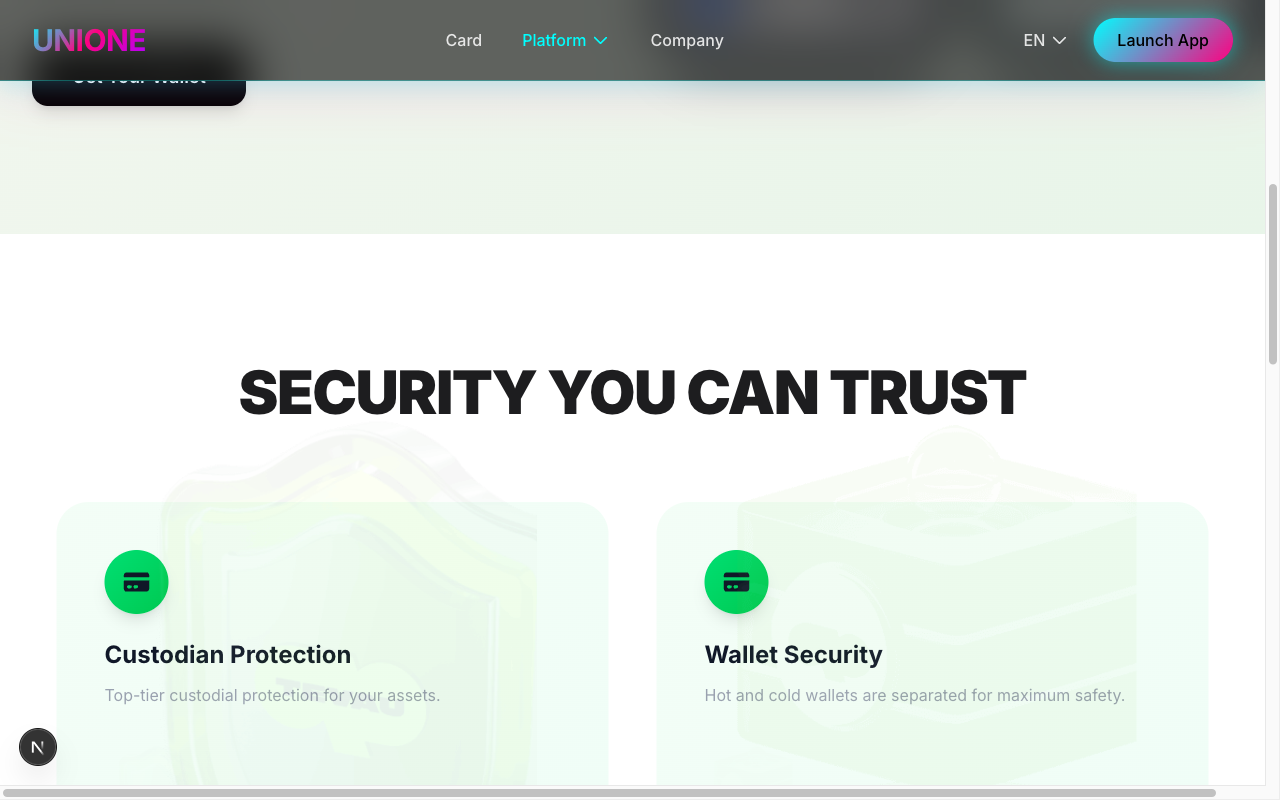 UNIONE
Card
Platform
Company
EN
Launch App
Get Your Wallet
SECURITY YOU CAN TRUST
Custodian Protection
Top-tier custodial protection for your assets.
Wallet Security
Hot and cold wallets are separated for maximum safety.
N